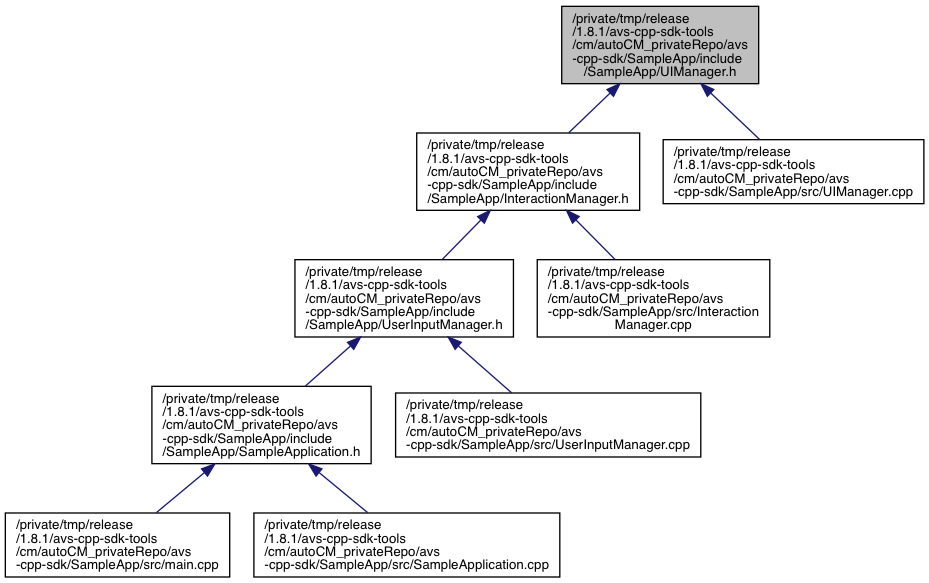 /private/tmp/release
/1.8.1/avs-cpp-sdk-tools
/cm/autoCM_privateRepo/avs
-cpp-sdk/SampleApp/include
/SampleApp/UIManager.h
/private/tmp/release
/1.8.1/avs-cpp-sdk-tools
/cm/autoCM_privateRepo/avs
-cpp-sdk/SampleApp/include
/SampleApp/InteractionManager.h
/private/tmp/release
/1.8.1/avs-cpp-sdk-tools
/cm/autoCM_privateRepo/avs
-cpp-sdk/SampleApp/src/UIManager.cpp
/private/tmp/release
/1.8.1/avs-cpp-sdk-tools
/cm/autoCM_privateRepo/avs
-cpp-sdk/SampleApp/include
/SampleApp/UserInputManager.h
/private/tmp/release
/1.8.1/avs-cpp-sdk-tools
/cm/autoCM_privateRepo/avs
-cpp-sdk/SampleApp/src/Interaction
Manager.cpp
/private/tmp/release
/1.8.1/avs-cpp-sdk-tools
/cm/autoCM_privateRepo/avs
-cpp-sdk/SampleApp/include
/SampleApp/SampleApplication.h
/private/tmp/release
/1.8.1/avs-cpp-sdk-tools
/cm/autoCM_privateRepo/avs
-cpp-sdk/SampleApp/src/UserInputManager.cpp
/private/tmp/release
/1.8.1/avs-cpp-sdk-tools
/cm/autoCM_privateRepo/avs
-cpp-sdk/SampleApp/src/main.cpp
/private/tmp/release
/1.8.1/avs-cpp-sdk-tools
/cm/autoCM_privateRepo/avs
-cpp-sdk/SampleApp/src/SampleApplication.cpp